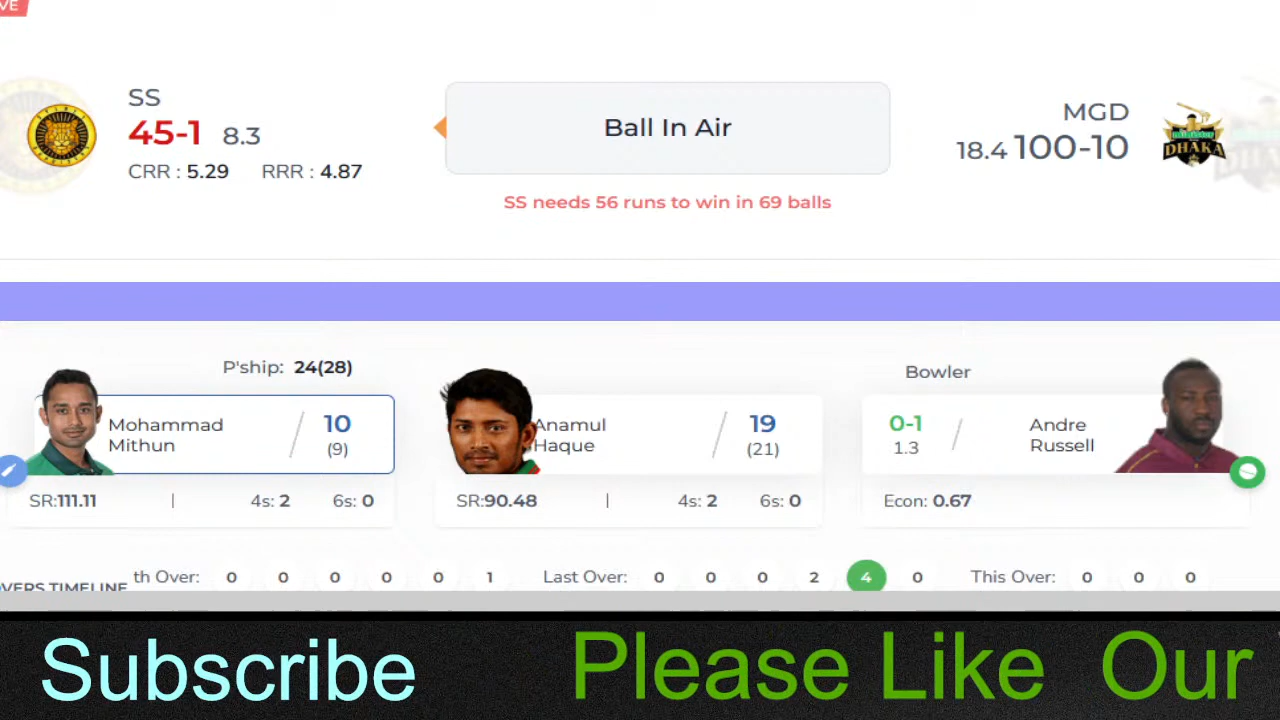 VE
SS
45-1 8.3
CRR : 5.29 RRR : 4.87
Ball In Air
SS needs 56 runs to win in 69 balls
MGD
18.4 100-10
DHAKA
P'ship: 24(28)
Mohammad
Mithun
10
(9)
SR:111.11 | 4s: 2 6s: 0
Anamul
Haque
19
(21)
SR:90.48 | 4s: 2 6s: 0
Bowler
0-1
1.3
Andre
Russell
Econ: 0.67
OVERS TIMELINE
th Over: 0 0 0 0 0 1 Last Over: 0 0 0 2 4 0 This Over: 0 0 0
Subscribe Please Like Our